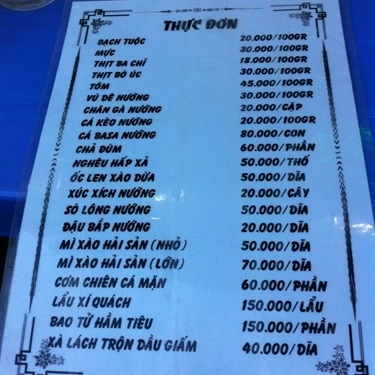 THỰC ĐƠN
BẠCH TUỘC 20.000/100GR
MỰC 30.000/100GR
THỊT BA CHỈ 18.000/100GR
THỊT BÒ ÚC 30.000/100GR
TÔM 45.000/100GR
VÚ DÊ NƯỚNG 30.000/100GR
CHÂN GÀ NƯỚNG 20.000/CẶP
CÁ KÈO NƯỚNG 20.000/100GR
CÁ BASA NƯỚNG 80.000/CON
CHẢ ĐÙM 60.000/PHẦN
NGHÊU HẤP XẢ 50.000/THỐ
ỐC LEN XÀO DỪA 50.000/DĨA
XÚC XÍCH NƯỚNG 20.000/CÂY
SÒ LÔNG NƯỚNG 50.000/DĨA
ĐẬU BẮP NƯỚNG 20.000/DĨA
MÌ XÀO HẢI SẢN (NHỎ) 50.000/DĨA
MÌ XÀO HẢI SẢN (LỚN) 70.000/DĨA
CƠM CHIÊN CÁ MẶN 60.000/PHẦN
LẨU XÍ QUÁCH 150.000/LẨU
BAO TỬ HẦM TIÊU 150.000/PHẦN
XÀ LÁCH TRỘN DẦU GIẤM 40.000/DĨA